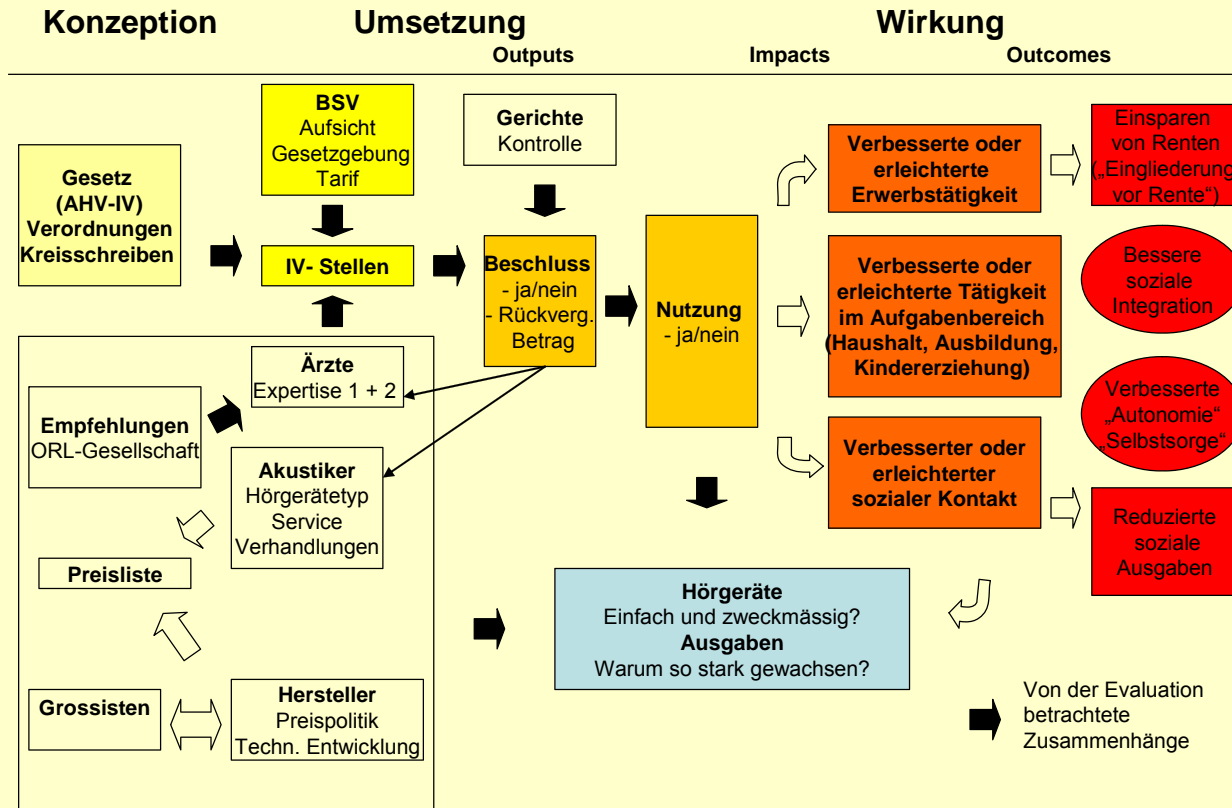 Konzeption
Umsetzung
Wirkung
Outputs
Impacts
Outcomes
Gesetz
(AHV-IV)
Verordnungen
Kreisschreiben
BSV
Aufsicht
Gesetzgebung
Tarif
IV- Stellen
Gerichte
Kontrolle
Beschluss
- ja/nein
- Rückverg.
Betrag
Nutzung
- ja/nein
Verbesserte oder
erleichterte
Erwerbstätigkeit
Einsparen
von Renten
(„Eingliederung
vor Rente“)
Verbesserte oder
erleichterte Tätigkeit
im Aufgabenbereich
(Haushalt, Ausbildung,
Kindererziehung)
Bessere
soziale
Integration
Verbesserte
„Autonomie“
„Selbstsorge“
Verbesserter oder
erleichterter
sozialer Kontakt
Reduzierte
soziale
Ausgaben
Ärzte
Expertise 1 + 2
Empfehlungen
ORL-Gesellschaft
Akustiker
Hörgerätetyp
Service
Verhandlungen
Preisliste
Grossisten
Hersteller
Preispolitik
Techn. Entwicklung
Hörgeräte
Einfach und zweckmässig?
Ausgaben
Warum so stark gewachsen?
Von der Evaluation
betrachtete
Zusammenhänge